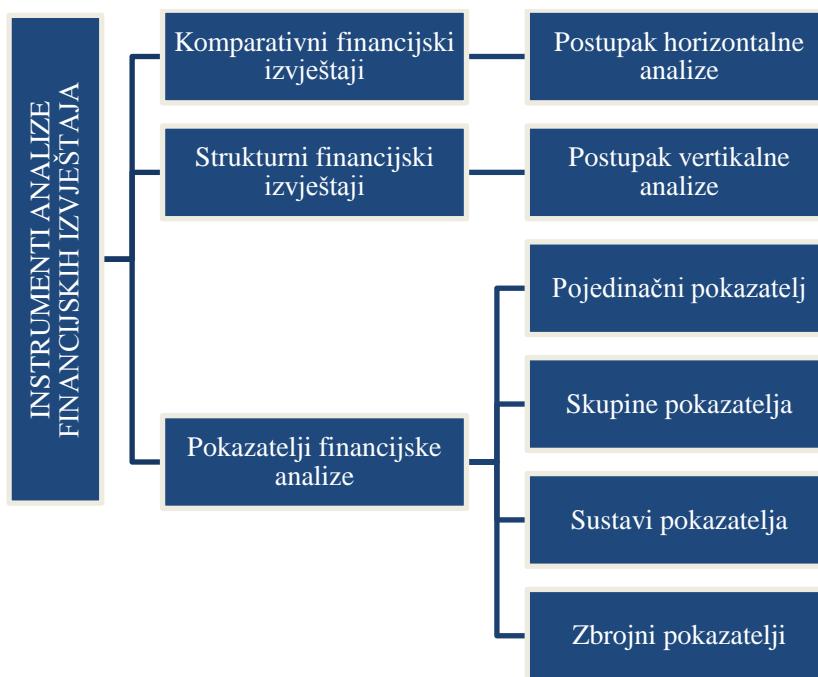 INSTRUMENTI ANALIZE
FINANCIJSKIH IZVJEŠTAJA
Komparativni financijski
izvještaji
Postupak horizontalne
analize
Strukturni financijski
izvještaji
Postupak vertikalne
analize
Pokazatelji financijske
analize
Pojedinačni pokazatelj
Skupine pokazatelja
Sustavi pokazatelja
Zbrojni pokazatelji